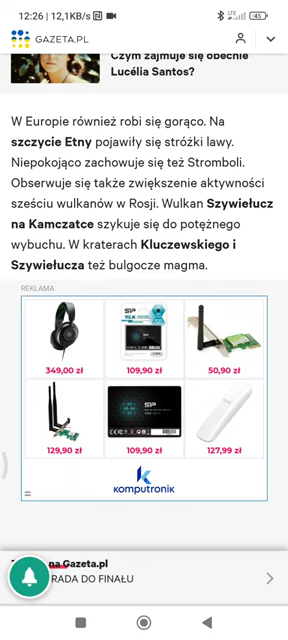 12:26 | 12,1KB/s
LTE
45
GAZETA.PL
Czym zajmuje się obecnie
Lucélia Santos?
W Europie również robi się gorąco. Na
szczycie Etny pojawiły się stróżki lawy.
Niepokojąco zachowuje się też Stromboli.
Obserwuje się także zwiększenie aktywności
sześciu wulkanów w Rosji. Wulkan Szywiełucz
na Kamczatce szykuje się do potężnego
wybuchu. W kraterach Kluczewskiego i
Szywiełucza też bulgocze magma.
REKLAMA
349,00 zł
109,90 zł
50,90 zł
129,90 zł
109,90 zł
127,99 zł
komputronik
na Gazeta.pl
RADA DO FINAŁU